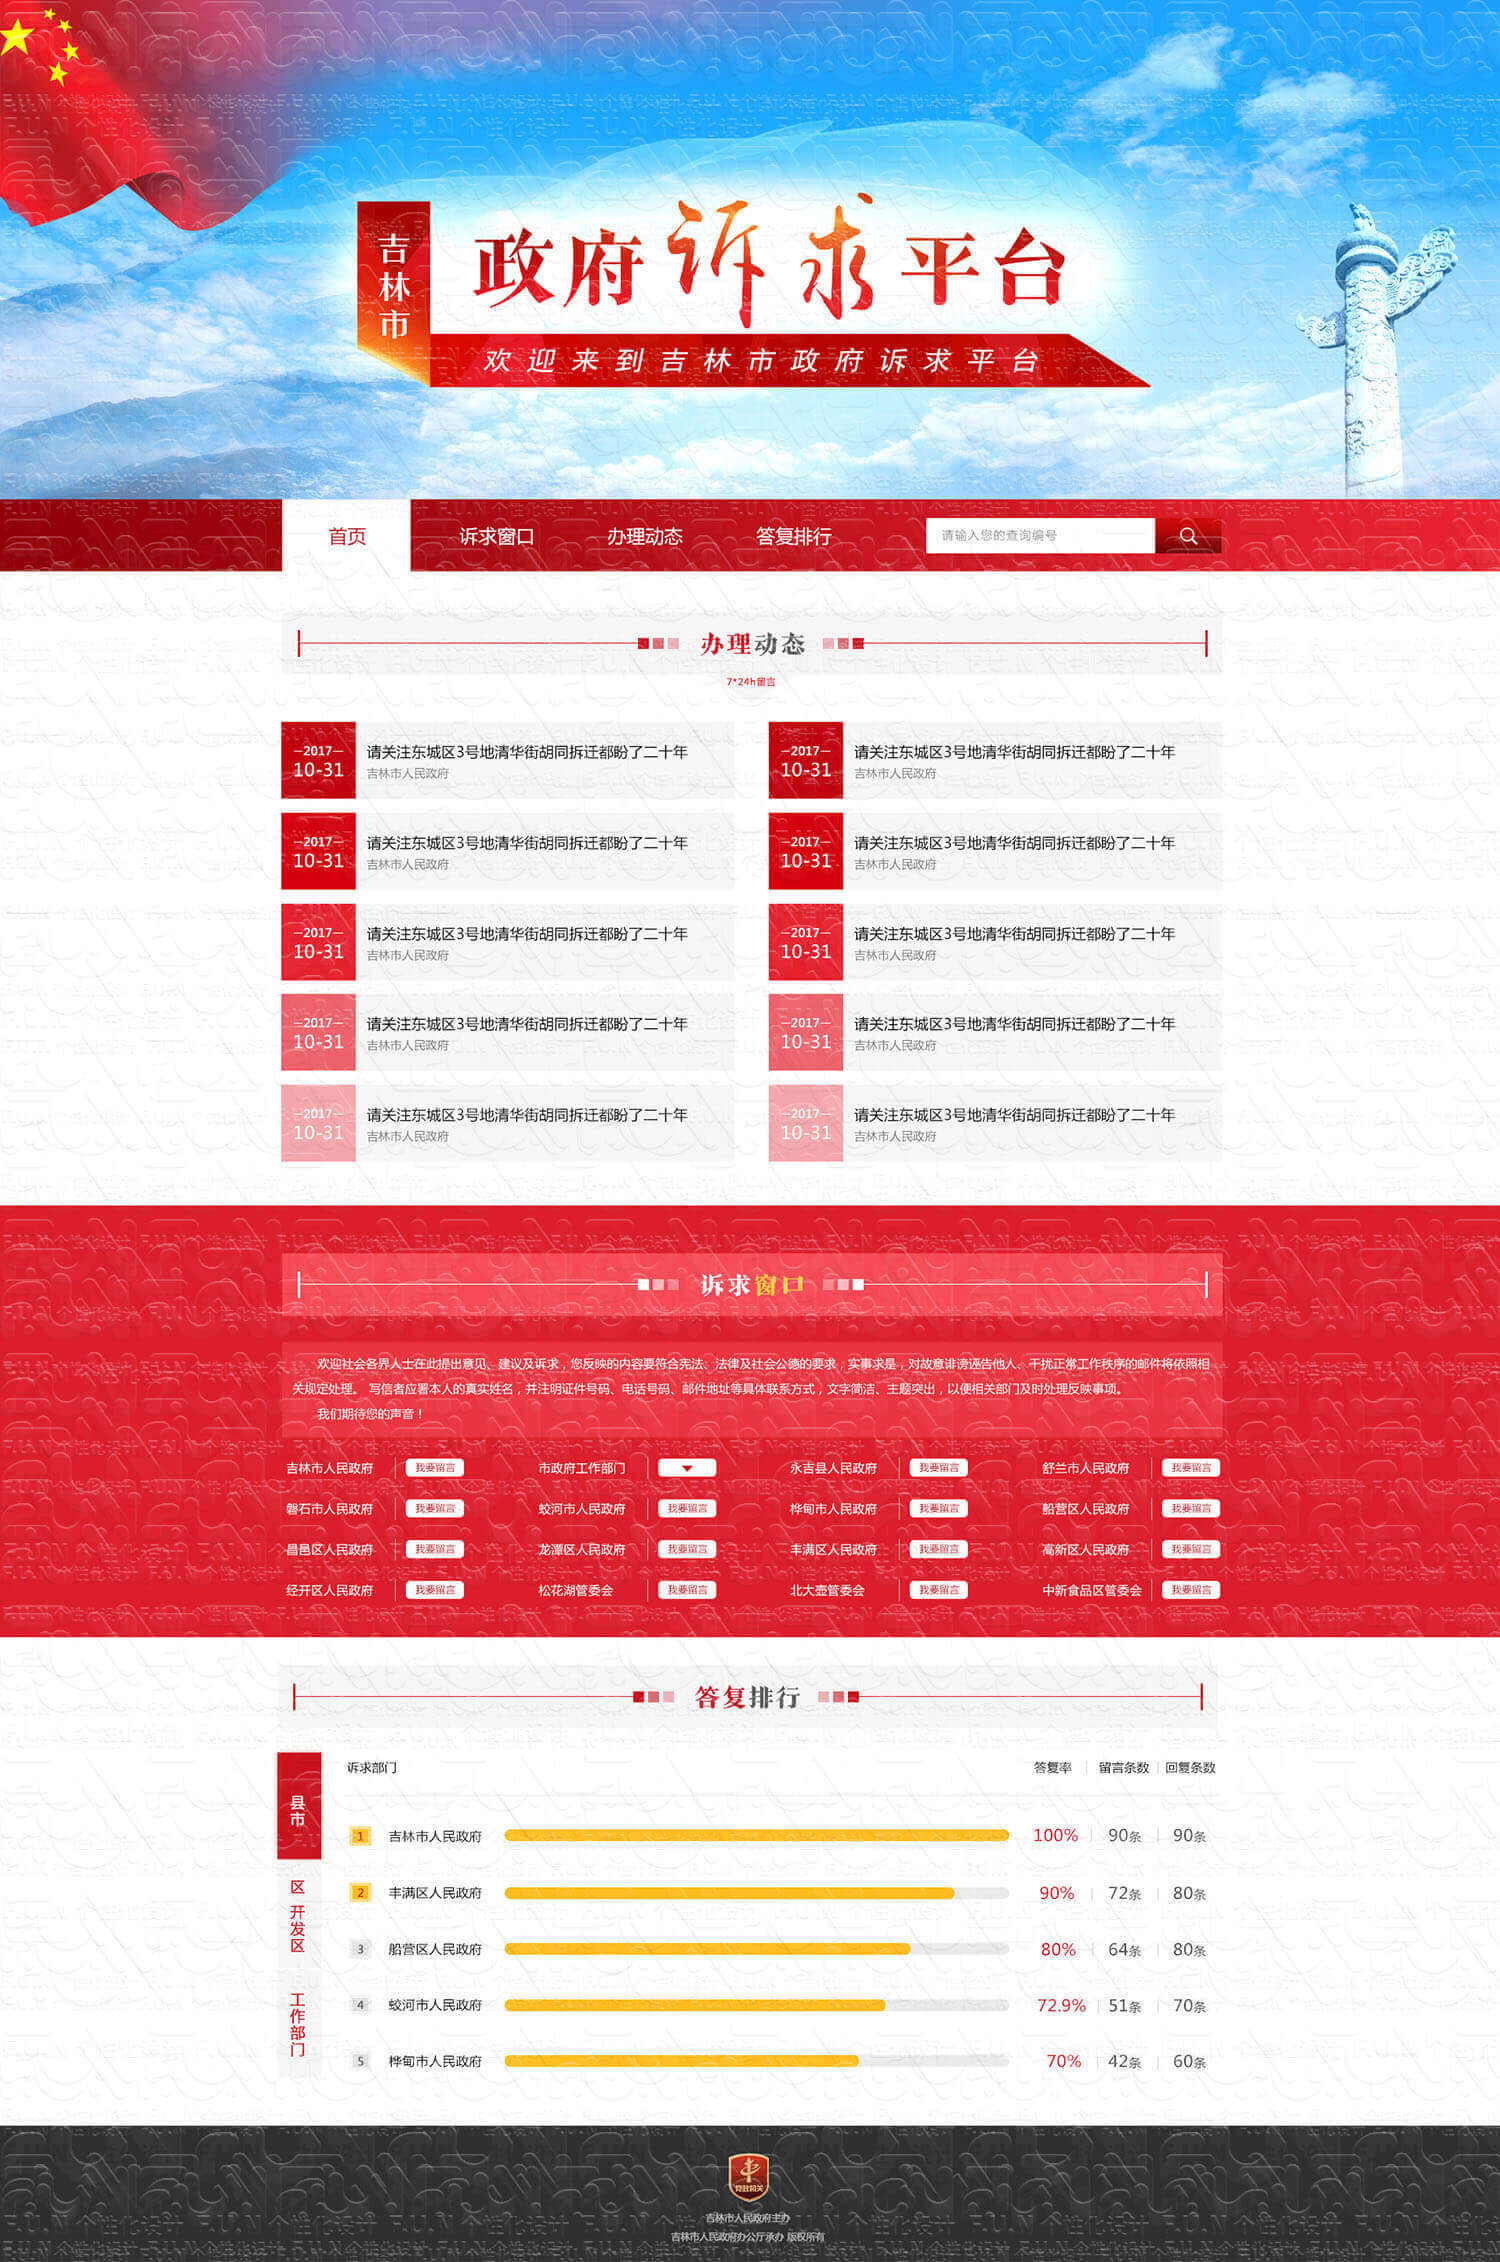 吉林市
政府诉求平台
欢迎来到吉林市政府诉求平台
首页
诉求窗口
办理动态
答复排行
请输入您的查询编号
办理动态
7*24h留言
—2017—
10-31
请关注东城区3号地清华街胡同拆迁都盼了二十年
吉林市人民政府
—2017—
10-31
请关注东城区3号地清华街胡同拆迁都盼了二十年
吉林市人民政府
—2017—
10-31
请关注东城区3号地清华街胡同拆迁都盼了二十年
吉林市人民政府
—2017—
10-31
请关注东城区3号地清华街胡同拆迁都盼了二十年
吉林市人民政府
—2017—
10-31
请关注东城区3号地清华街胡同拆迁都盼了二十年
吉林市人民政府
—2017—
10-31
请关注东城区3号地清华街胡同拆迁都盼了二十年
吉林市人民政府
—2017—
10-31
请关注东城区3号地清华街胡同拆迁都盼了二十年
吉林市人民政府
—2017—
10-31
请关注东城区3号地清华街胡同拆迁都盼了二十年
吉林市人民政府
—2017—
10-31
请关注东城区3号地清华街胡同拆迁都盼了二十年
吉林市人民政府
—2017—
10-31
请关注东城区3号地清华街胡同拆迁都盼了二十年
吉林市人民政府
诉求窗口
欢迎社会各界人士在此提出意见、建议及诉求，您反映的内容要符合宪法、法律及社会公德的要求，实事求是，对故意诽谤诬告他人、干扰正常工作秩序的邮件将依照相
关规定处理。 写信者应署本人的真实姓名，并注明证件号码、电话号码、邮件地址等具体联系方式，文字简洁、主题突出，以便相关部门及时处理反映事项。
我们期待您的声音！
吉林市人民政府 我要留言 市政府工作部门 永吉县人民政府 我要留言 舒兰市人民政府 我要留言
磐石市人民政府 我要留言 蛟河市人民政府 我要留言 桦甸市人民政府 我要留言 船营区人民政府 我要留言
昌邑区人民政府 我要留言 龙潭区人民政府 我要留言 丰满区人民政府 我要留言 高新区人民政府 我要留言
经开区人民政府 我要留言 松花湖管委会 我要留言 北大壶管委会 我要留言 中新食品区管委会 我要留言
答复排行
县市
区 开发区
工作部门
诉求部门 答复率 留言条数 回复条数
1 吉林市人民政府 100% 90条 90条
2 丰满区人民政府 90% 72条 80条
3 船营区人民政府 80% 64条 80条
4 蛟河市人民政府 72.9% 51条 70条
5 桦甸市人民政府 70% 42条 60条
党政机关
吉林市人民政府主办
吉林市人民政府办公厅承办 版权所有